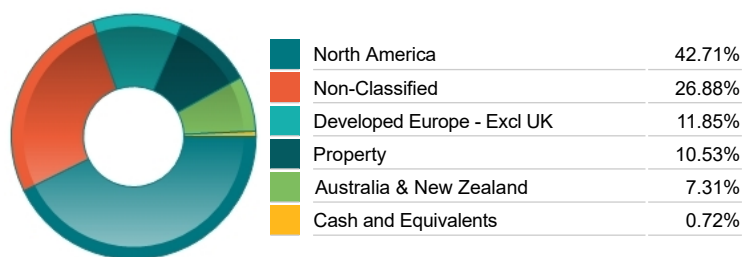 North America 42.71%
Non-Classified 26.88%
Developed Europe - Excl UK 11.85%
Property 10.53%
Australia & New Zealand 7.31%
Cash and Equivalents 0.72%